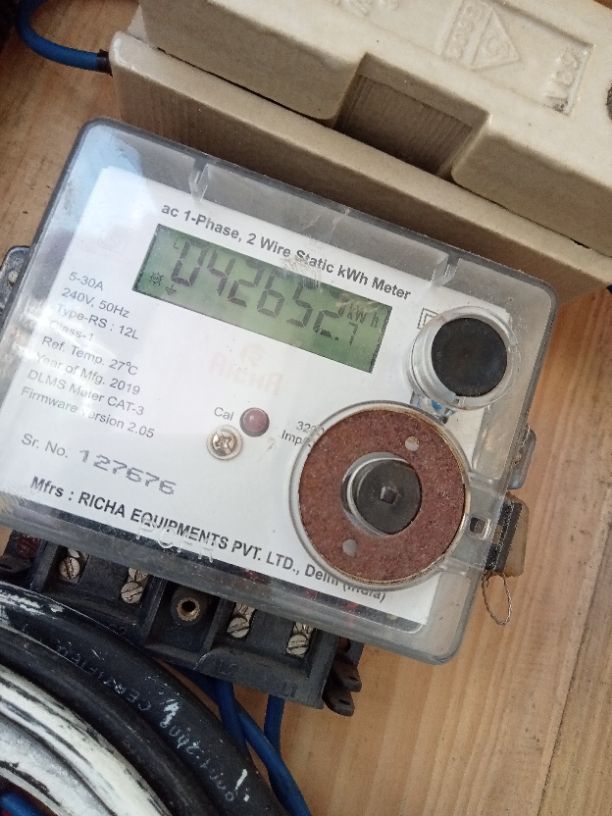 ac 1-Phase, 2 Wire Static kWh Meter
042652.7 kWh
5-30A
240V, 50Hz
Type-RS : 12L
Class-1
Ref. Temp. 27°C
Year of Mfg. 2019
DLMS Meter CAT-3
Firmware Version 2.05
RICHA
Cal
Sr. No. 127676
Mfrs : RICHA EQUIPMENTS PVT. LTD., Delhi (India)